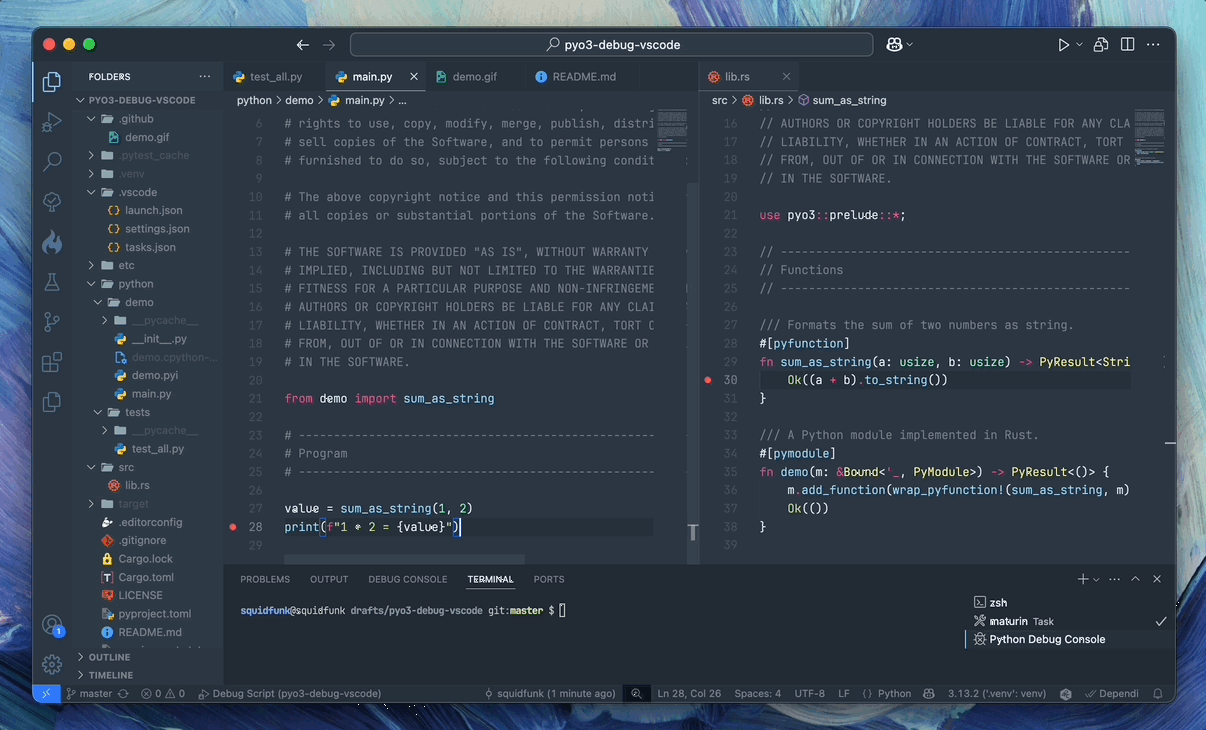 pyo3-debug-vscode
FOLDERS
PYO3-DEBUG-VSCODE
.github
demo.gif
.pytest_cache
.venv
.vscode
launch.json
settings.json
tasks.json
etc
python
demo
__pycache__
__init__.py
demo.cpython-...
demo.pyi
main.py
tests
__pycache__
test_all.py
src
lib.rs
target
.editorconfig
.gitignore
Cargo.lock
Cargo.toml
LICENSE
pyproject.toml
README.md
OUTLINE
TIMELINE
test_all.py
main.py
demo.gif
README.md
python > demo > main.py > ...
6 # rights to use, copy, modify, merge, publish, distri
7 # sell copies of the Software, and to permit persons
8 # furnished to do so, subject to the following condit
9
10 # The above copyright notice and this permission noti
11 # all copies or substantial portions of the Software.
12
13 # THE SOFTWARE IS PROVIDED "AS IS", WITHOUT WARRANTY
14 # IMPLIED, INCLUDING BUT NOT LIMITED TO THE WARRANTIE
15 # FITNESS FOR A PARTICULAR PURPOSE AND NON-INFRINGEME
16 # AUTHORS OR COPYRIGHT HOLDERS BE LIABLE FOR ANY CLAI
17 # LIABILITY, WHETHER IN AN ACTION OF CONTRACT, TORT O
18 # FROM, OUT OF OR IN CONNECTION WITH THE SOFTWARE OR
19 # IN THE SOFTWARE.
20
21 from demo import sum_as_string
22
23 # --------------------------------------------------
24 # Program
25 # --------------------------------------------------
26
27 value = sum_as_string(1, 2)
28 print(f"1 + 2 = {value}")
29
lib.rs
src > lib.rs > sum_as_string
16 // AUTHORS OR COPYRIGHT HOLDERS BE LIABLE FOR ANY CLA
17 // LIABILITY, WHETHER IN AN ACTION OF CONTRACT, TORT
18 // FROM, OUT OF OR IN CONNECTION WITH THE SOFTWARE OR
19 // IN THE SOFTWARE.
20
21 use pyo3::prelude::*;
22
23 // -------------------------------------------------
24 // Functions
25 // -------------------------------------------------
26
27 /// Formats the sum of two numbers as string.
28 #[pyfunction]
29 fn sum_as_string(a: usize, b: usize) -> PyResult<Stri
30 Ok((a + b).to_string())
31 }
32
33 /// A Python module implemented in Rust.
34 #[pymodule]
35 fn demo(m: &Bound<'_, PyModule>) -> PyResult<()> {
36 m.add_function(wrap_pyfunction!(sum_as_string, m)
37 Ok(())
38 }
39
PROBLEMS OUTPUT DEBUG CONSOLE TERMINAL PORTS
squidfunk@squidfunk drafts/pyo3-debug-vscode git:master $
zsh
maturin Task
Python Debug Console
1
master 0 0 Debug Script (pyo3-debug-vscode) squidfunk (1 minute ago) Ln 28, Col 26 Spaces: 4 UTF-8 LF {} Python 3.13.2 ('.venv': venv) Dependi